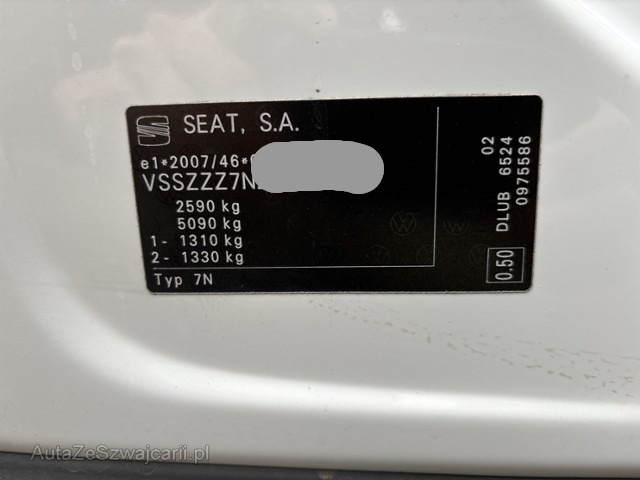 SEAT, S.A.
e1*2007/46*
VSSZZZ7N
2590 kg
5090 kg
1- 1310 kg
2- 1330 kg
Typ 7N
02
DLUB 6524
0975586
0.50
AutaZeSzwajcarii.pl